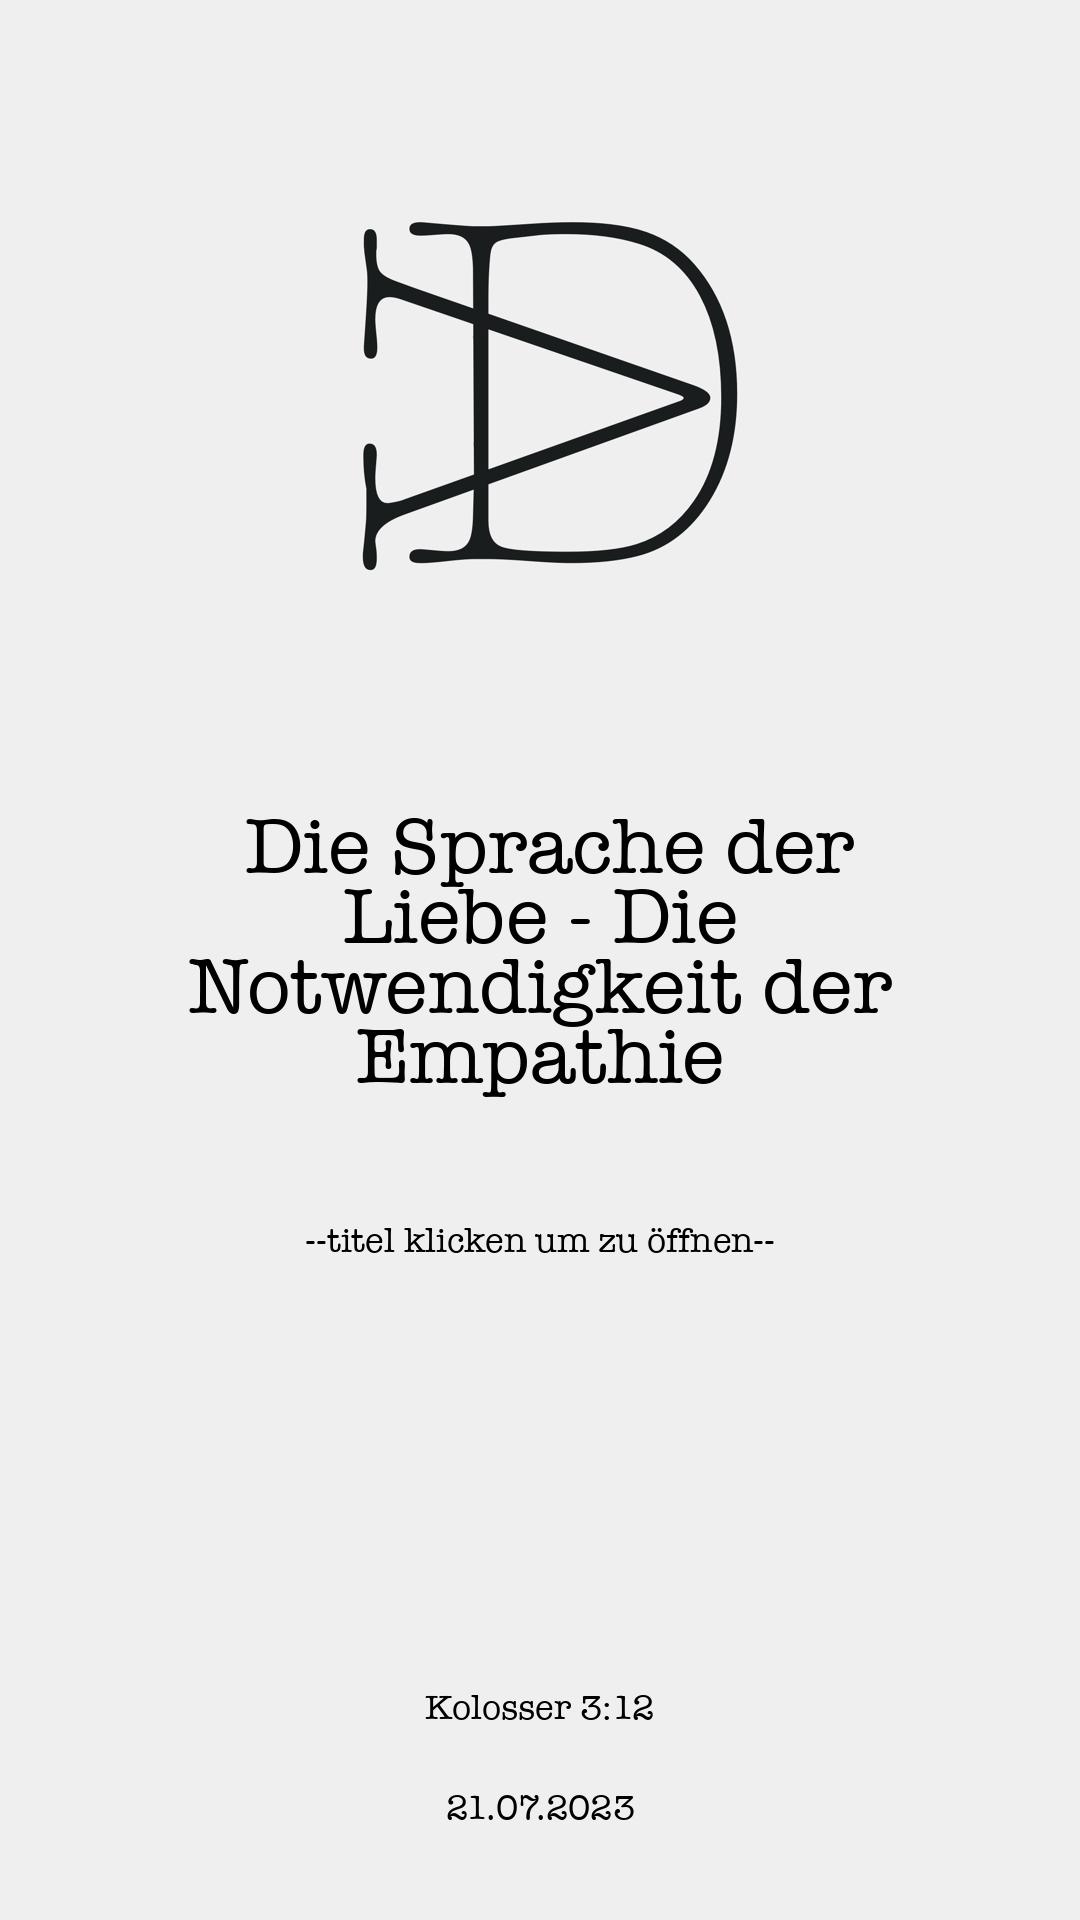 Die Sprache der
Liebe - Die
Notwendigkeit der
Empathie
--titel klicken um zu öffnen--
Kolosser 3:12
21.07.2023